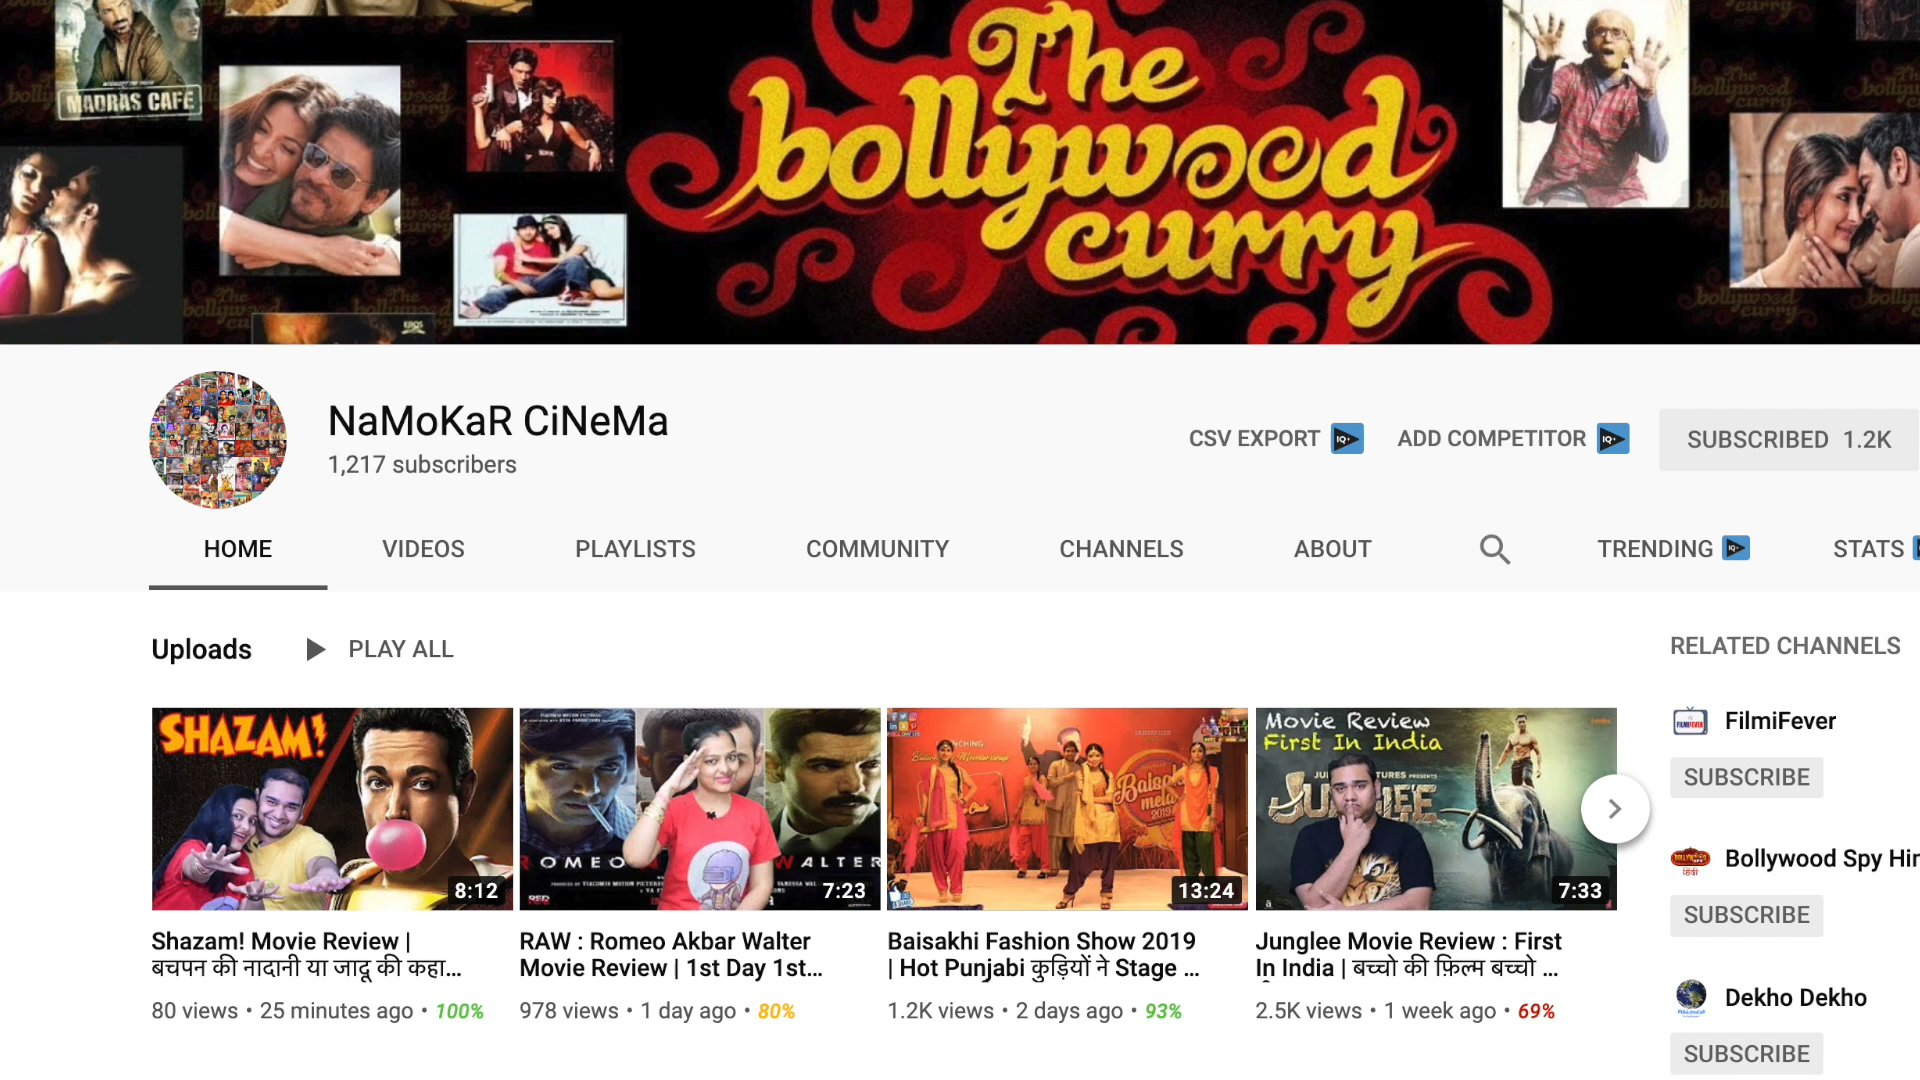 MADRAS CAFE
The
bollywood
curry
NaMoKaR CiNeMa
1,217 subscribers
CSV EXPORT
ADD COMPETITOR
SUBSCRIBED 1.2K
HOME
VIDEOS
PLAYLISTS
COMMUNITY
CHANNELS
ABOUT
TRENDING
STATS
Uploads
PLAY ALL
RELATED CHANNELS
SHAZAM!
8:12
Shazam! Movie Review |
बचपन की नादानी या जादू की कहा...
80 views • 25 minutes ago • 100%
ROMEO WALTER
7:23
RAW : Romeo Akbar Walter
Movie Review | 1st Day 1st...
978 views • 1 day ago • 80%
Baisakhi
mela
2019
13:24
Baisakhi Fashion Show 2019
| Hot Punjabi कुड़ियों ने Stage ...
1.2K views • 2 days ago • 93%
Movie Review
First In India
JUNGLEE
7:33
Junglee Movie Review : First
In India | बच्चो की फ़िल्म बच्चो ...
2.5K views • 1 week ago • 69%
FilmiFever
SUBSCRIBE
Bollywood Spy Hir
SUBSCRIBE
Dekho Dekho
SUBSCRIBE